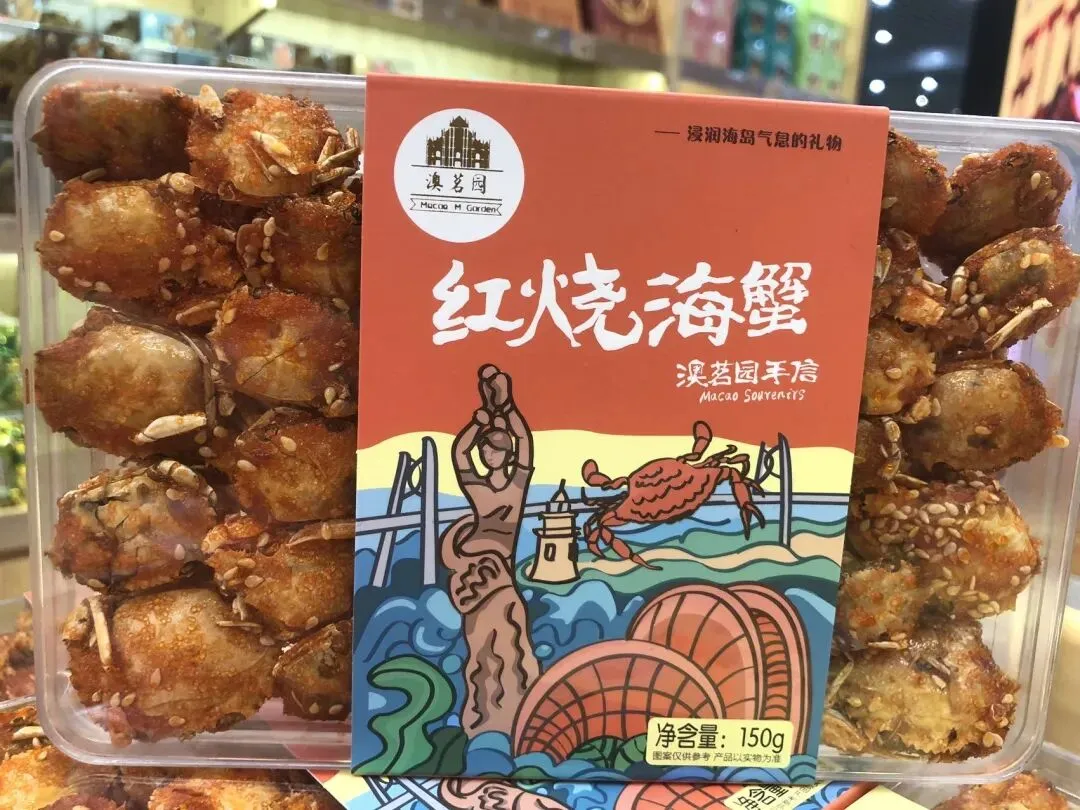 —— 浸润海岛气息的礼物
澳茗园
Macao M Garden
红烧海蟹
澳茗园手信
Macao Souvenirs
净含量：150g
图案仅供参考 产品以实物为准